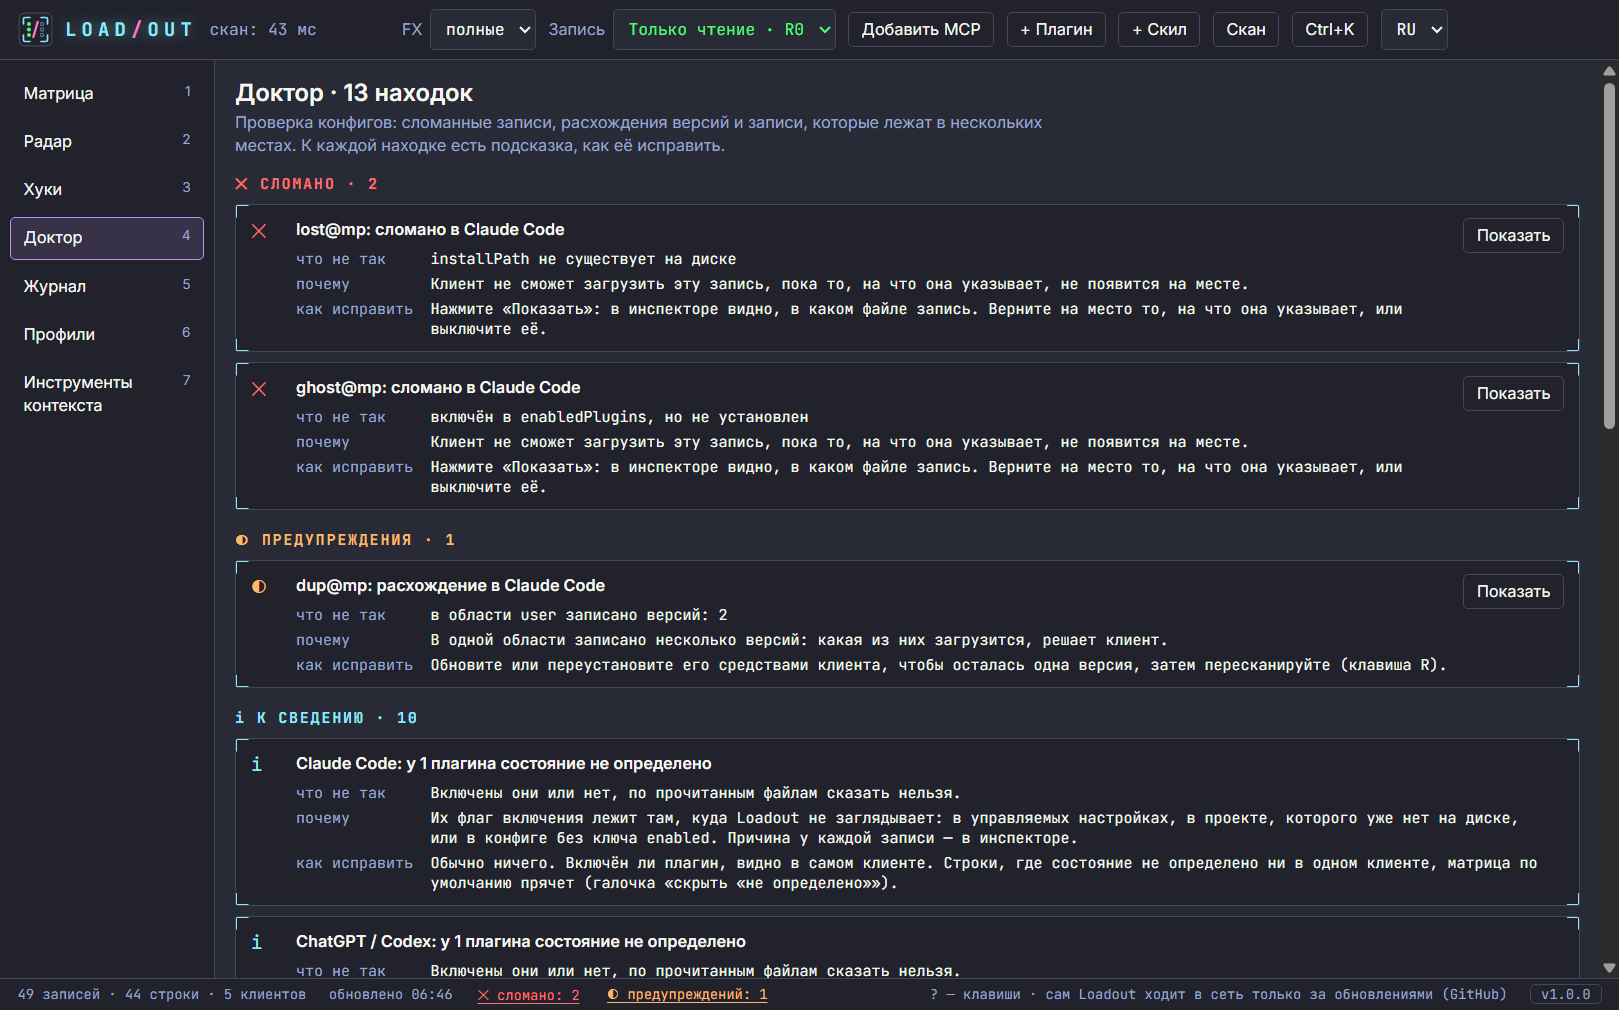 LOAD/OUT скан: 43 мс FX полные Запись Только чтение · R0 Добавить MCP + Плагин + Скил Скан Ctrl+K RU
Матрица 1
Радар 2
Хуки 3
Доктор 4
Журнал 5
Профили 6
Инструменты контекста 7
Доктор · 13 находок
Проверка конфигов: сломанные записи, расхождения версий и записи, которые лежат в нескольких
местах. К каждой находке есть подсказка, как её исправить.
СЛОМАНО · 2
lost@mp: сломано в Claude Code
Показать
что не так installPath не существует на диске
почему Клиент не сможет загрузить эту запись, пока то, на что она указывает, не появится на месте.
как исправить Нажмите «Показать»: в инспекторе видно, в каком файле запись. Верните на место то, на что она указывает, или
выключите её.
ghost@mp: сломано в Claude Code
Показать
что не так включён в enabledPlugins, но не установлен
почему Клиент не сможет загрузить эту запись, пока то, на что она указывает, не появится на месте.
как исправить Нажмите «Показать»: в инспекторе видно, в каком файле запись. Верните на место то, на что она указывает, или
выключите её.
ПРЕДУПРЕЖДЕНИЯ · 1
dup@mp: расхождение в Claude Code
Показать
что не так в области user записано версий: 2
почему В одной области записано несколько версий: какая из них загрузится, решает клиент.
как исправить Обновите или переустановите его средствами клиента, чтобы осталась одна версия, затем пересканируйте (клавиша R).
i К СВЕДЕНИЮ · 10
i Claude Code: у 1 плагина состояние не определено
что не так Включены они или нет, по прочитанным файлам сказать нельзя.
почему Их флаг включения лежит там, куда Loadout не заглядывает: в управляемых настройках, в проекте, которого уже нет на диске,
или в конфиге без ключа enabled. Причина у каждой записи — в инспекторе.
как исправить Обычно ничего. Включён ли плагин, видно в самом клиенте. Строки, где состояние не определено ни в одном клиенте, матрица по
умолчанию прячет (галочка «скрыть «не определено»»).
i ChatGPT / Codex: у 1 плагина состояние не определено
что не так Включены они или нет, по прочитанным файлам сказать нельзя.
49 записей · 44 строки · 5 клиентов обновлено 06:46 сломано: 2 предупреждений: 1 ? — клавиши · сам Loadout ходит в сеть только за обновлениями (GitHub) v1.0.0